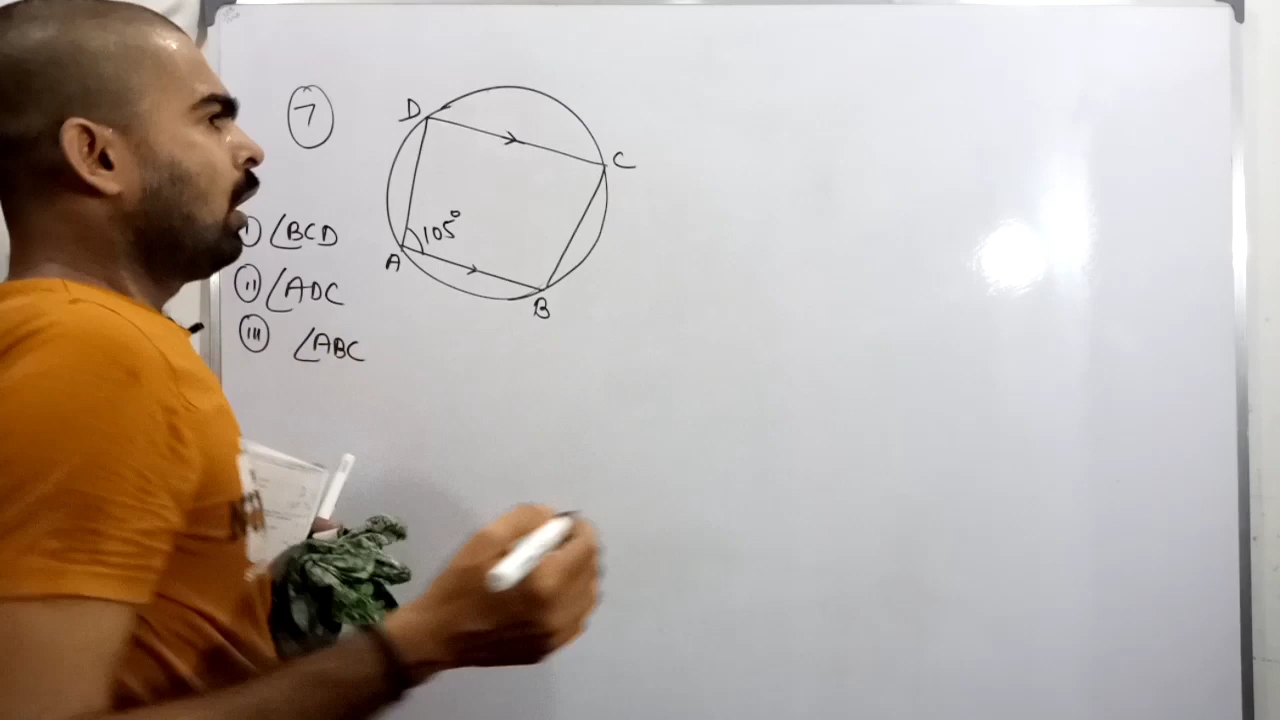 7
D
C
105°
A
B
i) ∠BCD
ii) ∠ADC
iii) ∠ABC